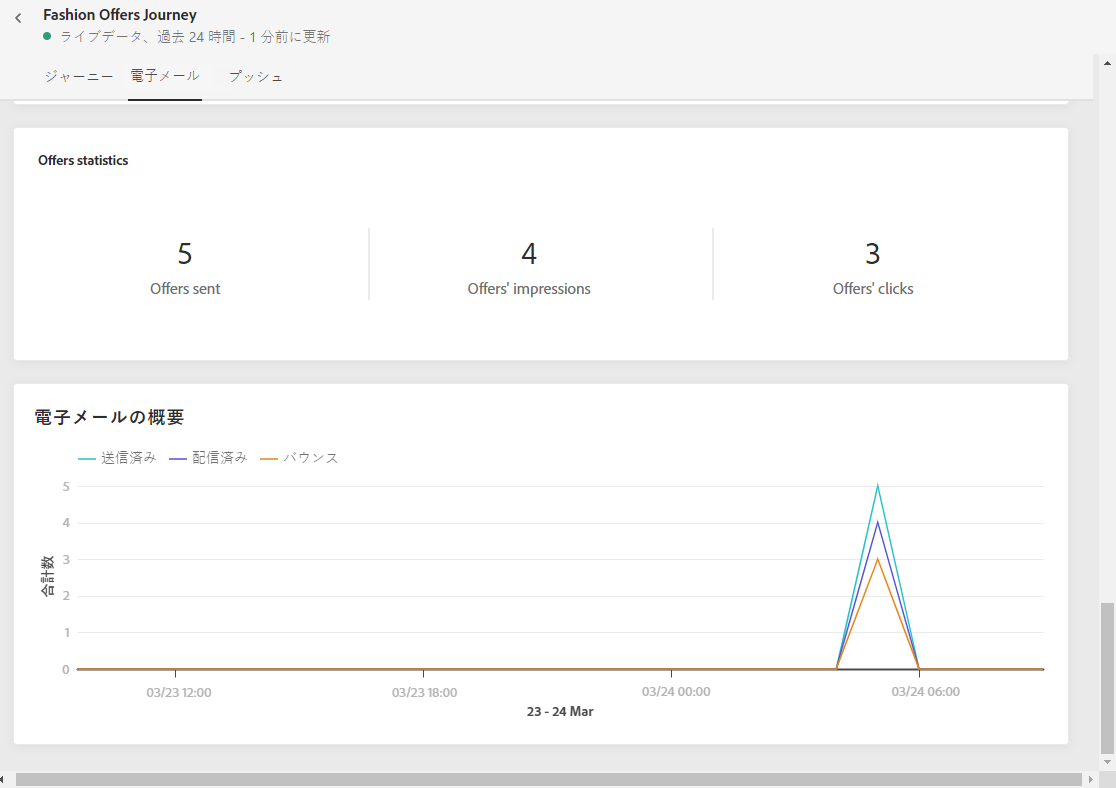 Fashion Offers Journey
ライブデータ、過去 24 時間 - 1 分前に更新
ジャーニー 電子メール プッシュ
Offers statistics
5 4 3
Offers sent Offers' impressions Offers' clicks
電子メールの概要
送信済み 配信済み バウンス
5
4
3
2
1
0
合計数
03/23 12:00 03/23 18:00 03/24 00:00 03/24 06:00
23 - 24 Mar